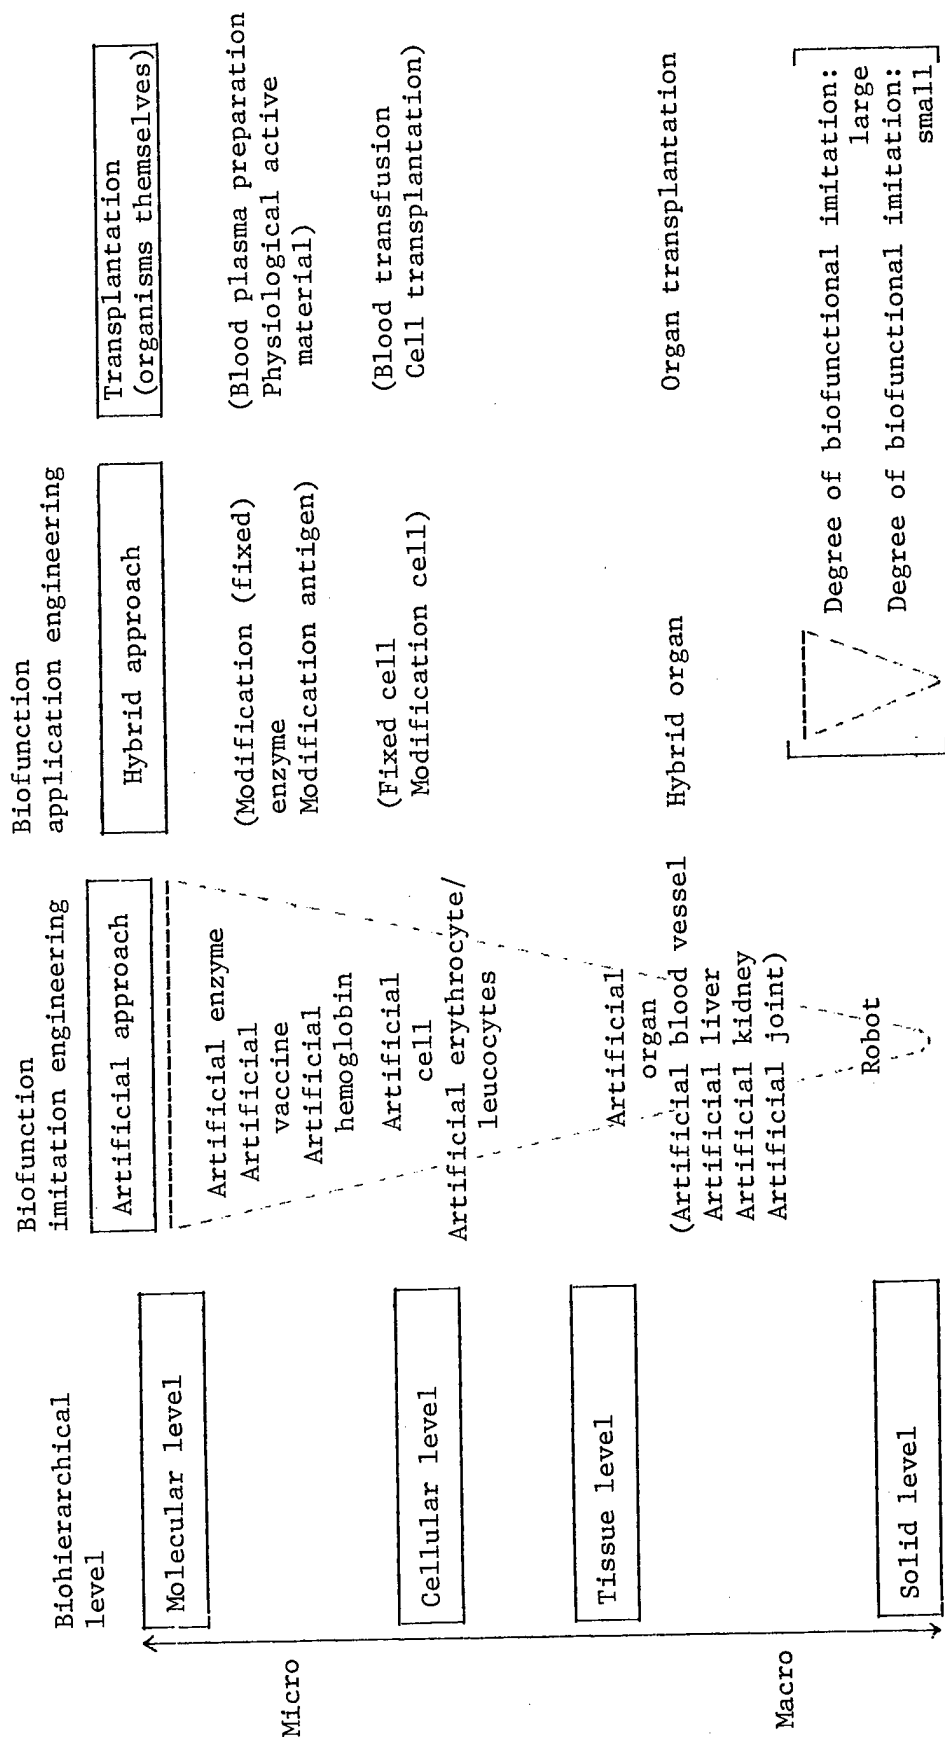 Biohierarchical
level
Biofunction
imitation engineering
Biofunction
application engineering
Artificial approach
Hybrid approach
Transplantation
(organisms themselves)
Micro
Macro
Molecular level
Artificial enzyme
Artificial
vaccine
Artificial
hemoglobin
(Modification (fixed)
enzyme
Modification antigen)
(Blood plasma preparation
Physiological active
material)
Cellular level
Artificial
cell
Artificial erythrocyte/
leucocytes
(Fixed cell
Modification cell)
(Blood transfusion
Cell transplantation)
Tissue level
Artificial
organ
(Artificial blood vessel
Artificial liver
Artificial kidney
Artificial joint)
Hybrid organ
Organ transplantation
Solid level
Robot
Degree of biofunctional imitation:
large
Degree of biofunctional imitation:
small